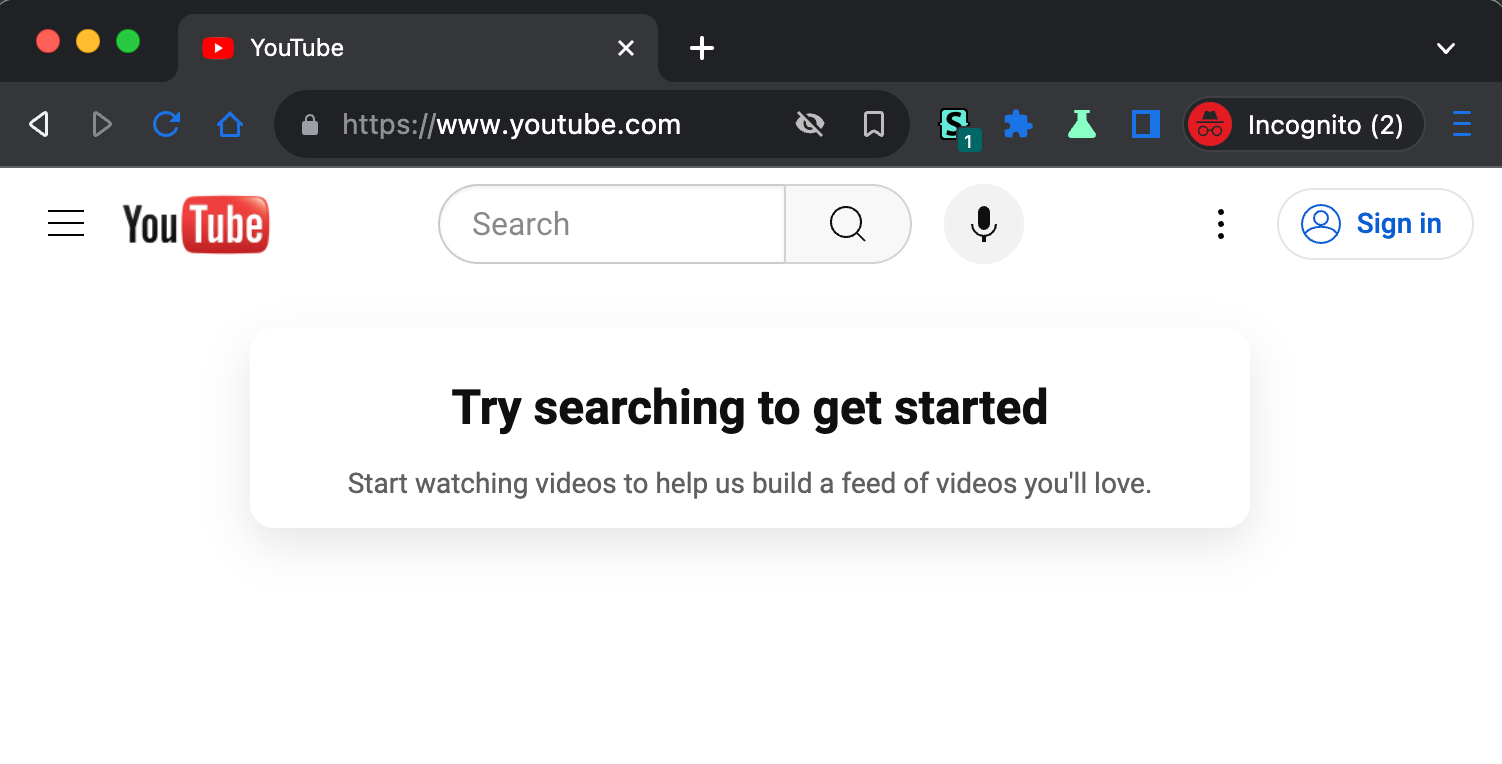 YouTube
https://www.youtube.com
S
1
Incognito (2)
YouTube
Search
Sign in
Try searching to get started
Start watching videos to help us build a feed of videos you'll love.